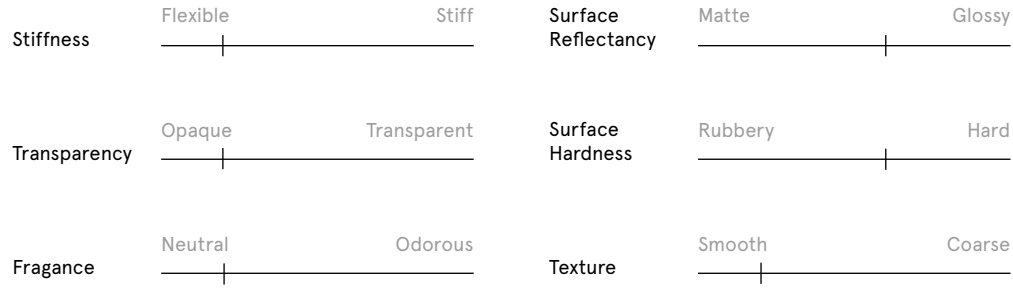 Stiffness
Flexible Stiff
Transparency
Opaque Transparent
Fragance
Neutral Odorous
Surface
Reflectancy
Matte Glossy
Surface
Hardness
Rubbery Hard
Texture
Smooth Coarse